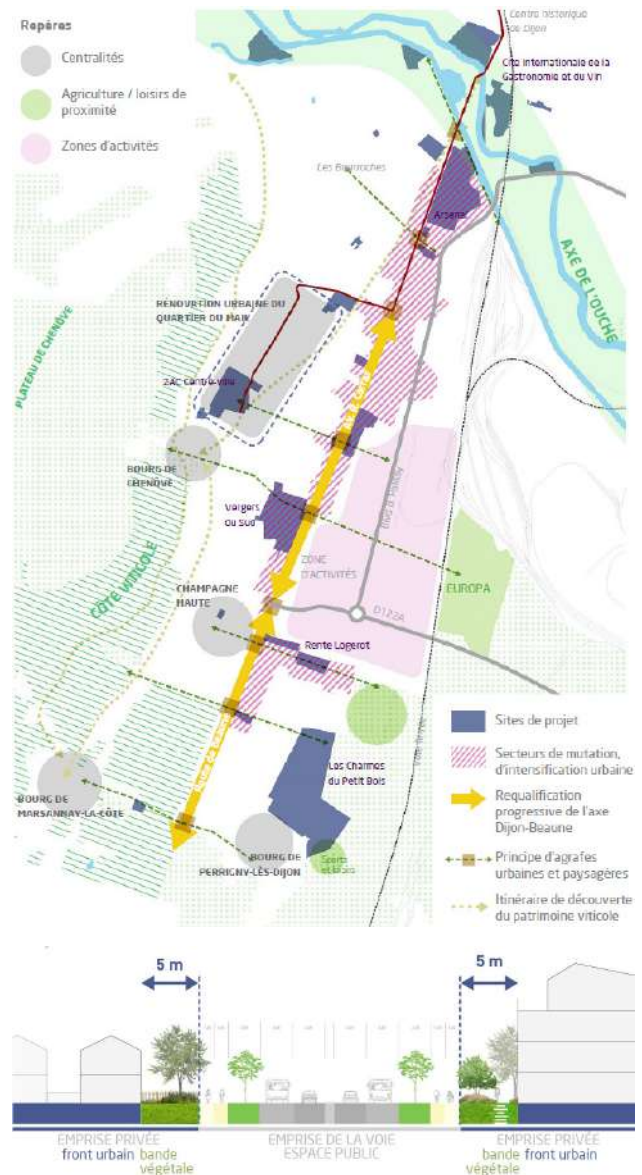 Repères
Centralités
Agriculture / loisirs de
proximité
Zones d'activités
Centre historique
de Dijon
Cité Internationale de la
Gastronomie et du Vin
Les Bourroches
Arsenal
AXE DE L'OUCHE
RÉNOVATION URBAINE DU
QUARTIER DU MAIL
PLATEAU DE CHENÔVE
ZAC Centre-ville
BOURG DE
CHENÔVE
Vergers
du Sud
ZONE
D'ACTIVITÉS
CÔTE VITICOLE
CHAMPAGNE
HAUTE
EUROPA
D122A
Rente Logerot
Les Charmes
du Petit Bois
BOURG DE
MARSANNAY-LA-CÔTE
BOURG DE
PERRIGNY-LÈS-DIJON
Sports
et loisirs
Sites de projet
Secteurs de mutation,
d'intensification urbaine
Requalification
progressive de l'axe
Dijon-Beaune
Principe d'agrafes
urbaines et paysagères
Itinéraire de découverte
du patrimoine viticole
5 m
5 m
EMPRISE PRIVÉE
front urbain bande
végétale
EMPRISE DE LA VOIE
ESPACE PUBLIC
EMPRISE PRIVÉE
bande front urbain
végétale